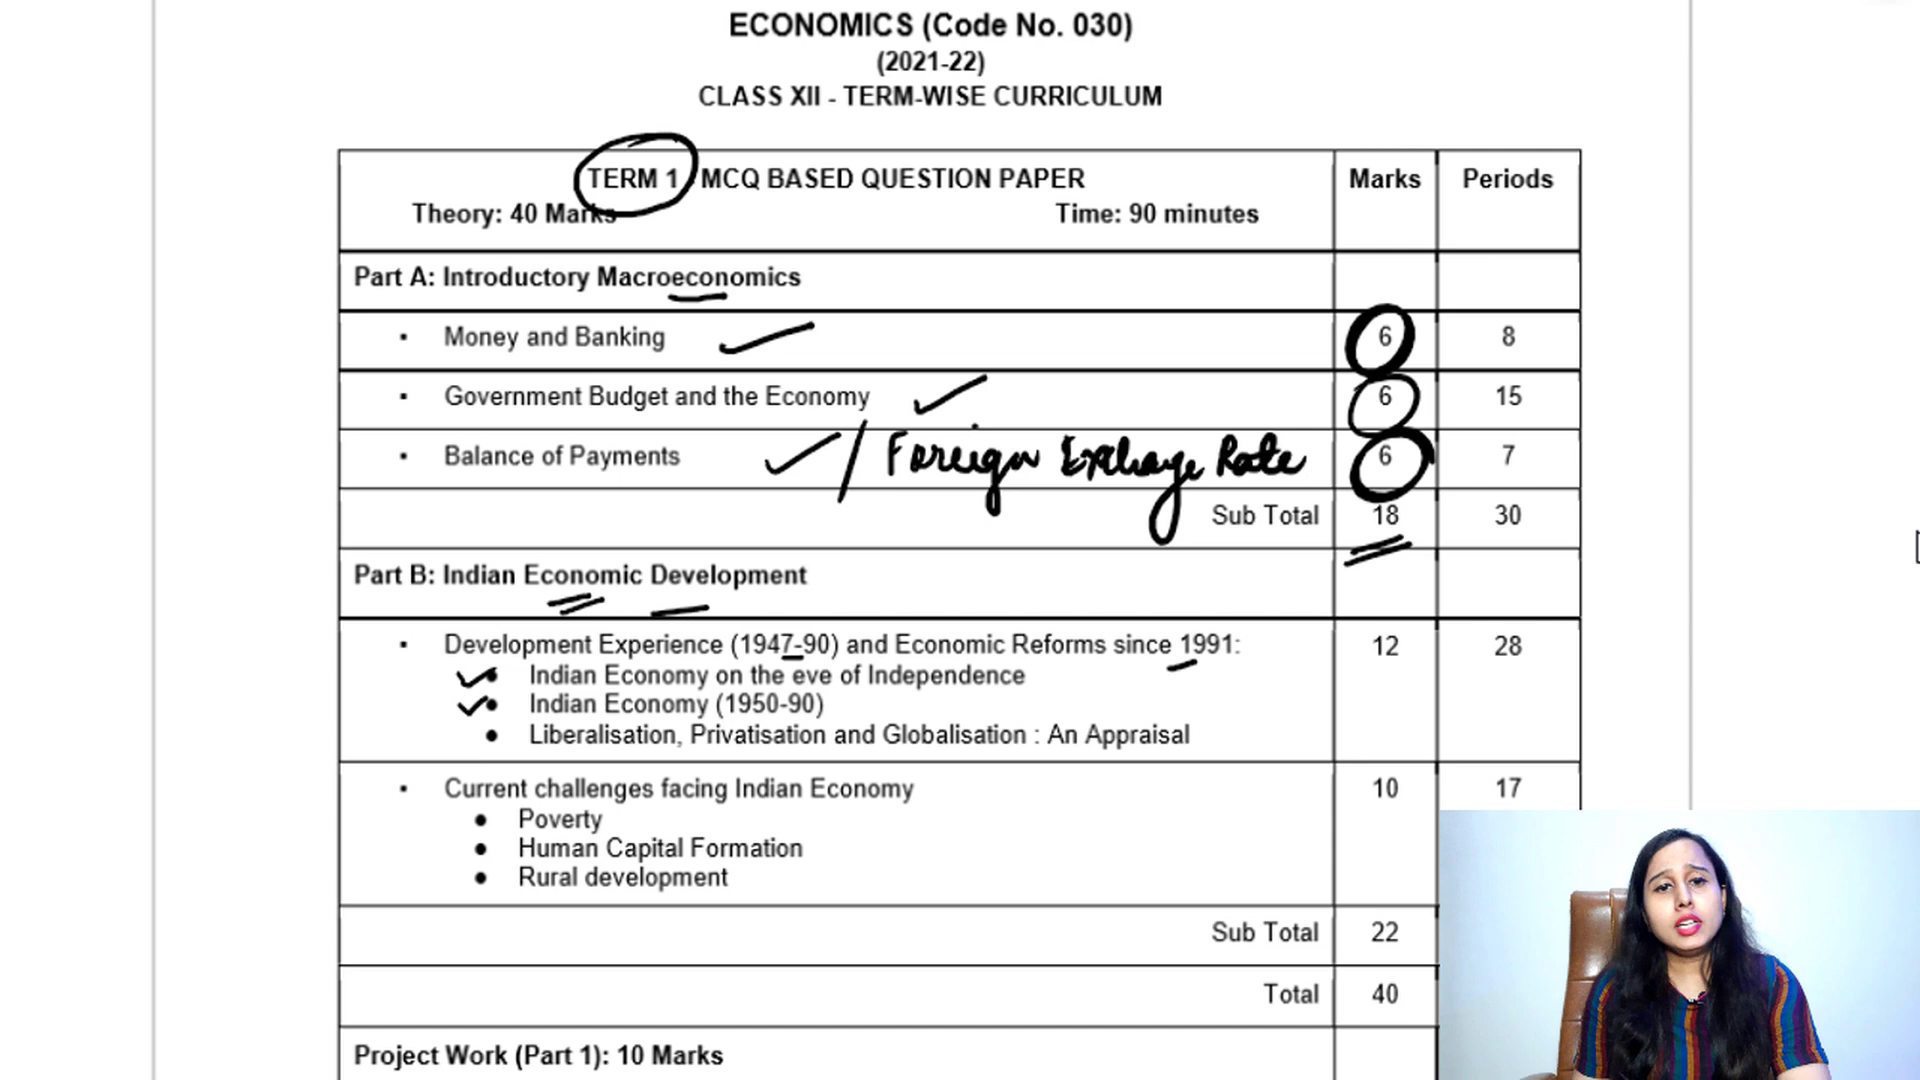 ECONOMICS (Code No. 030)
(2021-22)
CLASS XII - TERM-WISE CURRICULUM
TERM 1 MCQ BASED QUESTION PAPER Marks Periods
Theory: 40 Marks Time: 90 minutes
Part A: Introductory Macroeconomics
▪ Money and Banking 6 8
▪ Government Budget and the Economy 6 15
▪ Balance of Payments / Foreign Exchange Rate 6 7
Sub Total 18 30
Part B: Indian Economic Development
▪ Development Experience (1947-90) and Economic Reforms since 1991: 12 28
● Indian Economy on the eve of Independence
● Indian Economy (1950-90)
● Liberalisation, Privatisation and Globalisation : An Appraisal
▪ Current challenges facing Indian Economy 10 17
● Poverty
● Human Capital Formation
● Rural development
Sub Total 22
Total 40
Project Work (Part 1): 10 Marks